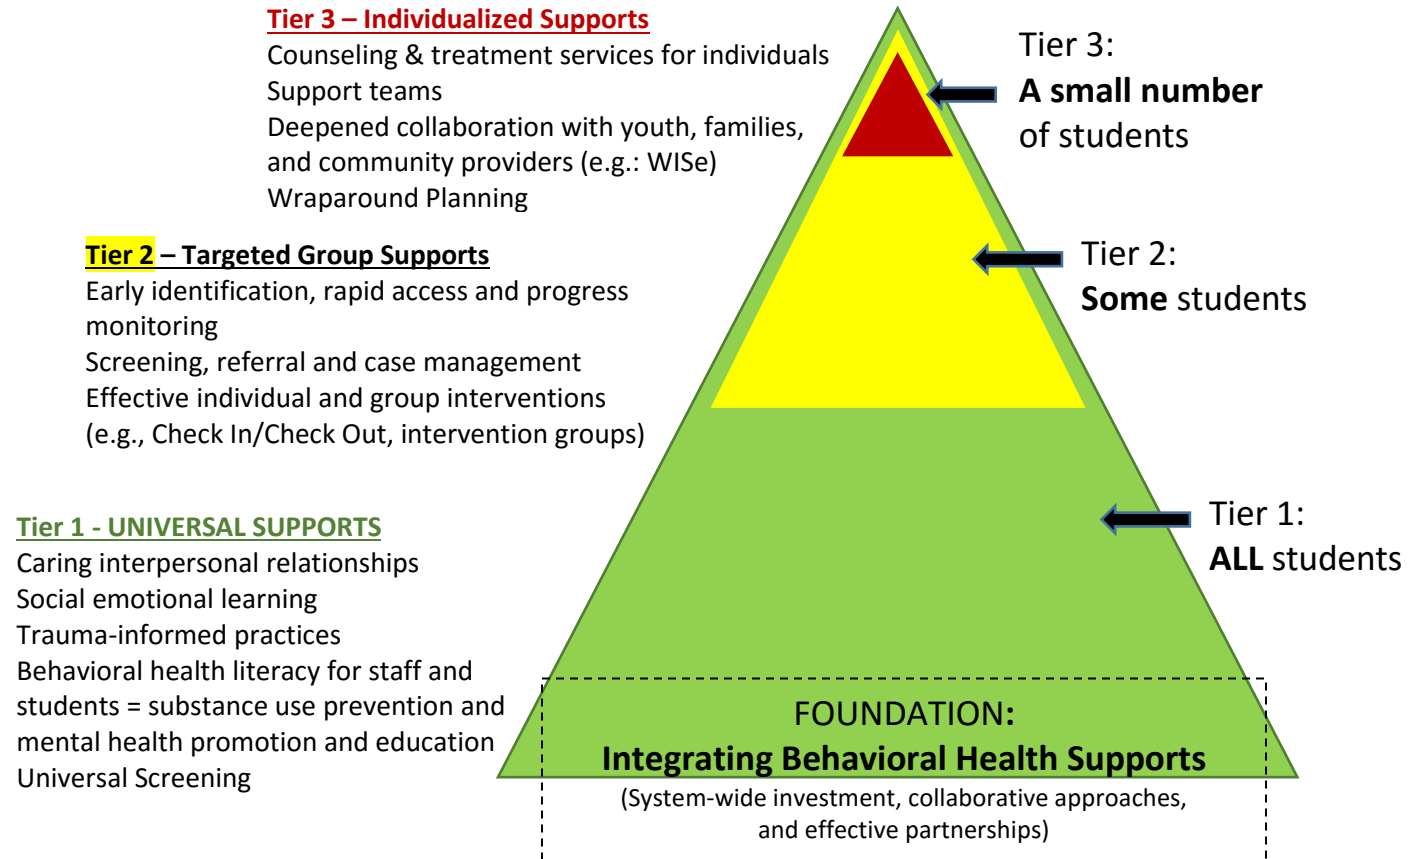 Tier 3 – Individualized Supports
Counseling & treatment services for individuals
Support teams
Deepened collaboration with youth, families,
and community providers (e.g.: WISe)
Wraparound Planning
Tier 3:
A small number
of students
Tier 2 – Targeted Group Supports
Early identification, rapid access and progress
monitoring
Screening, referral and case management
Effective individual and group interventions
(e.g., Check In/Check Out, intervention groups)
Tier 2:
Some students
Tier 1 - UNIVERSAL SUPPORTS
Caring interpersonal relationships
Social emotional learning
Trauma-informed practices
Behavioral health literacy for staff and
students = substance use prevention and
mental health promotion and education
Universal Screening
Tier 1:
ALL students
FOUNDATION:
Integrating Behavioral Health Supports
(System-wide investment, collaborative approaches,
and effective partnerships)